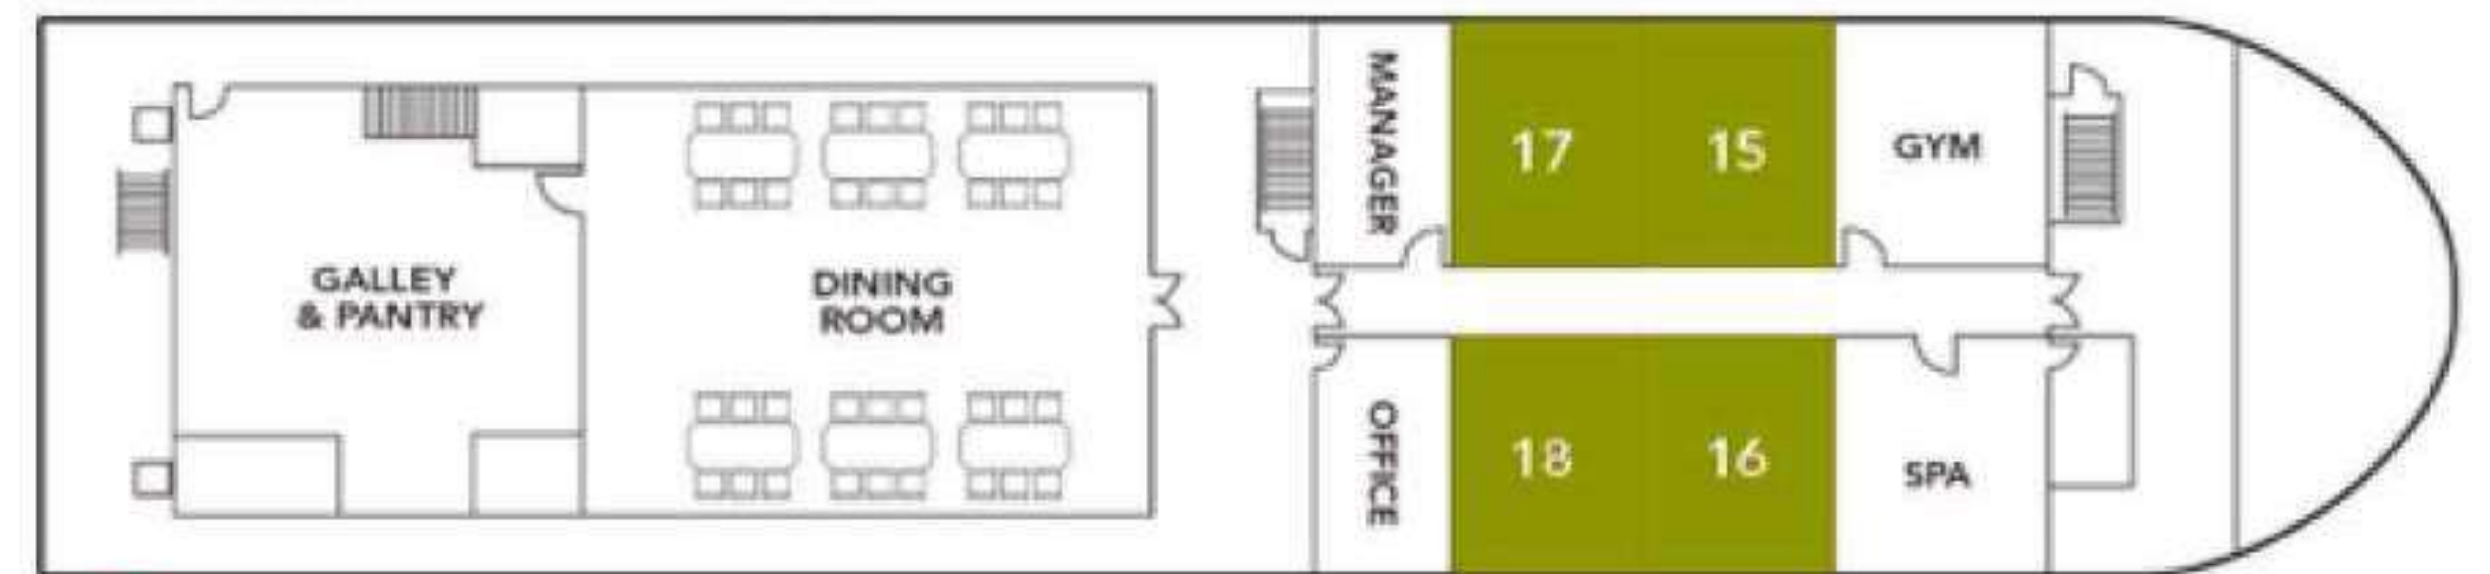 GALLEY
& PANTRY
DINING
ROOM
MANAGER
17
15
GYM
OFFICE
18
16
SPA